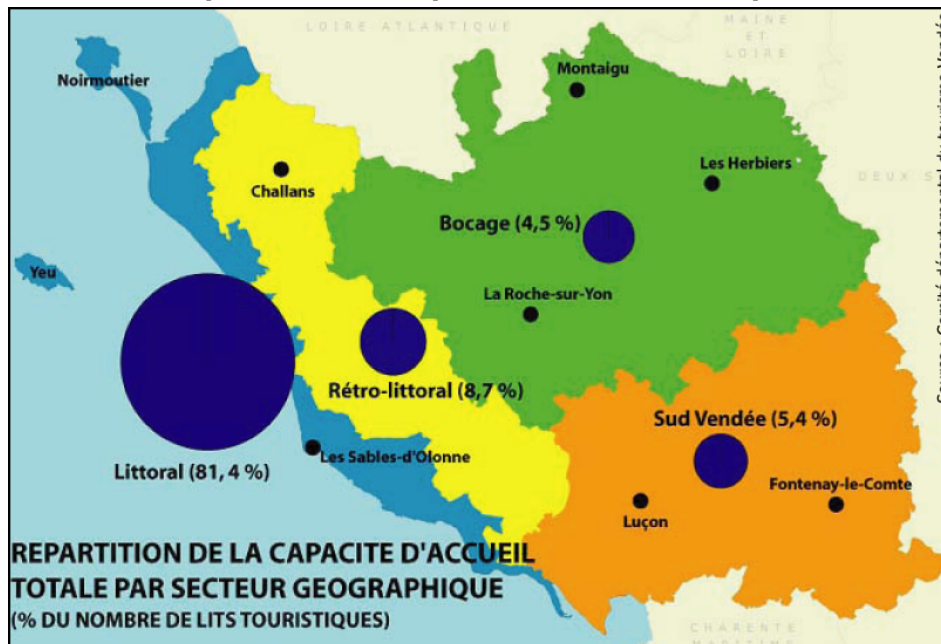 LOIRE ATLANTIQUE
MAINE
ET
LOIRE
Noirmoutier
Montaigu
Challans
Les Herbiers
DEUX S
Bocage (4,5 %)
Yeu
La Roche-sur-Yon
Rétro-littoral (8,7 %)
Sud Vendée (5,4 %)
Littoral (81, 4 %)
Les Sables-d'Olonne
Fontenay-le-Comte
Luçon
REPARTITION DE LA CAPACITE D'ACCUEIL
TOTALE PAR SECTEUR GEOGRAPHIQUE
(% DU NOMBRE DE LITS TOURISTIQUES)
CHARENTE
MARITIME